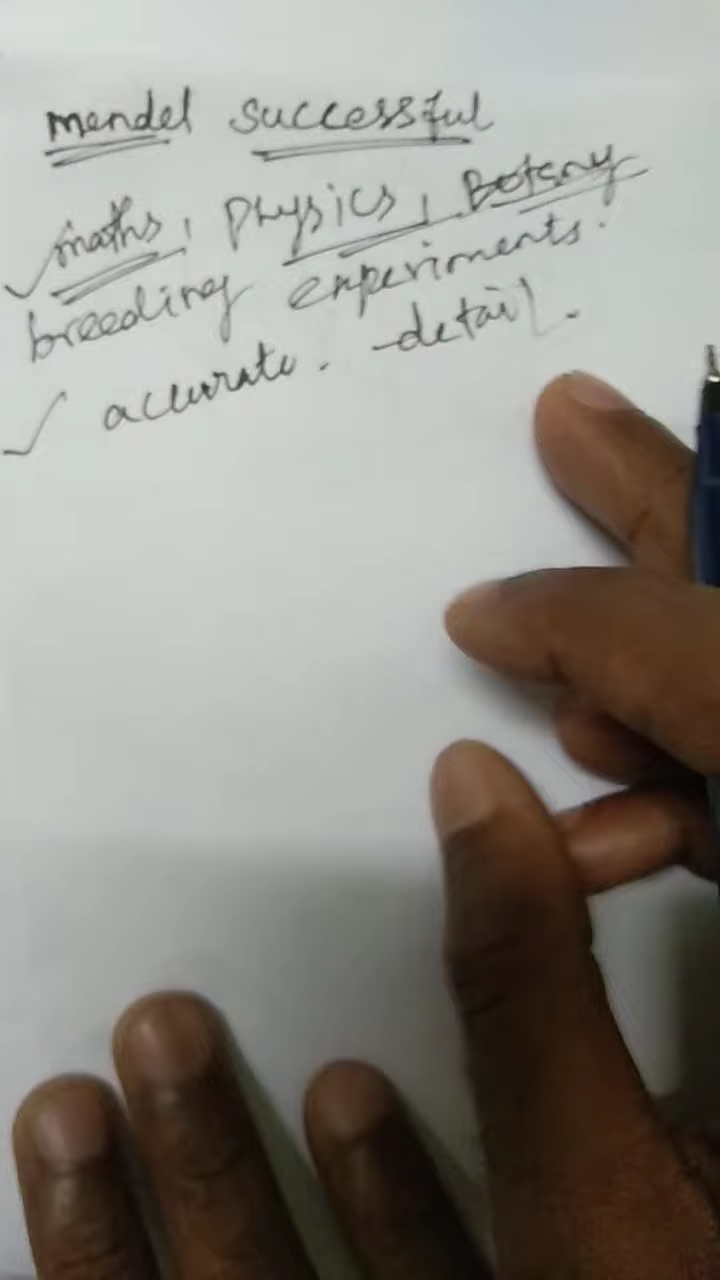 mendel successful
✓ maths, Physics, Botany
breeding experiments.
✓ accurate. -detail.